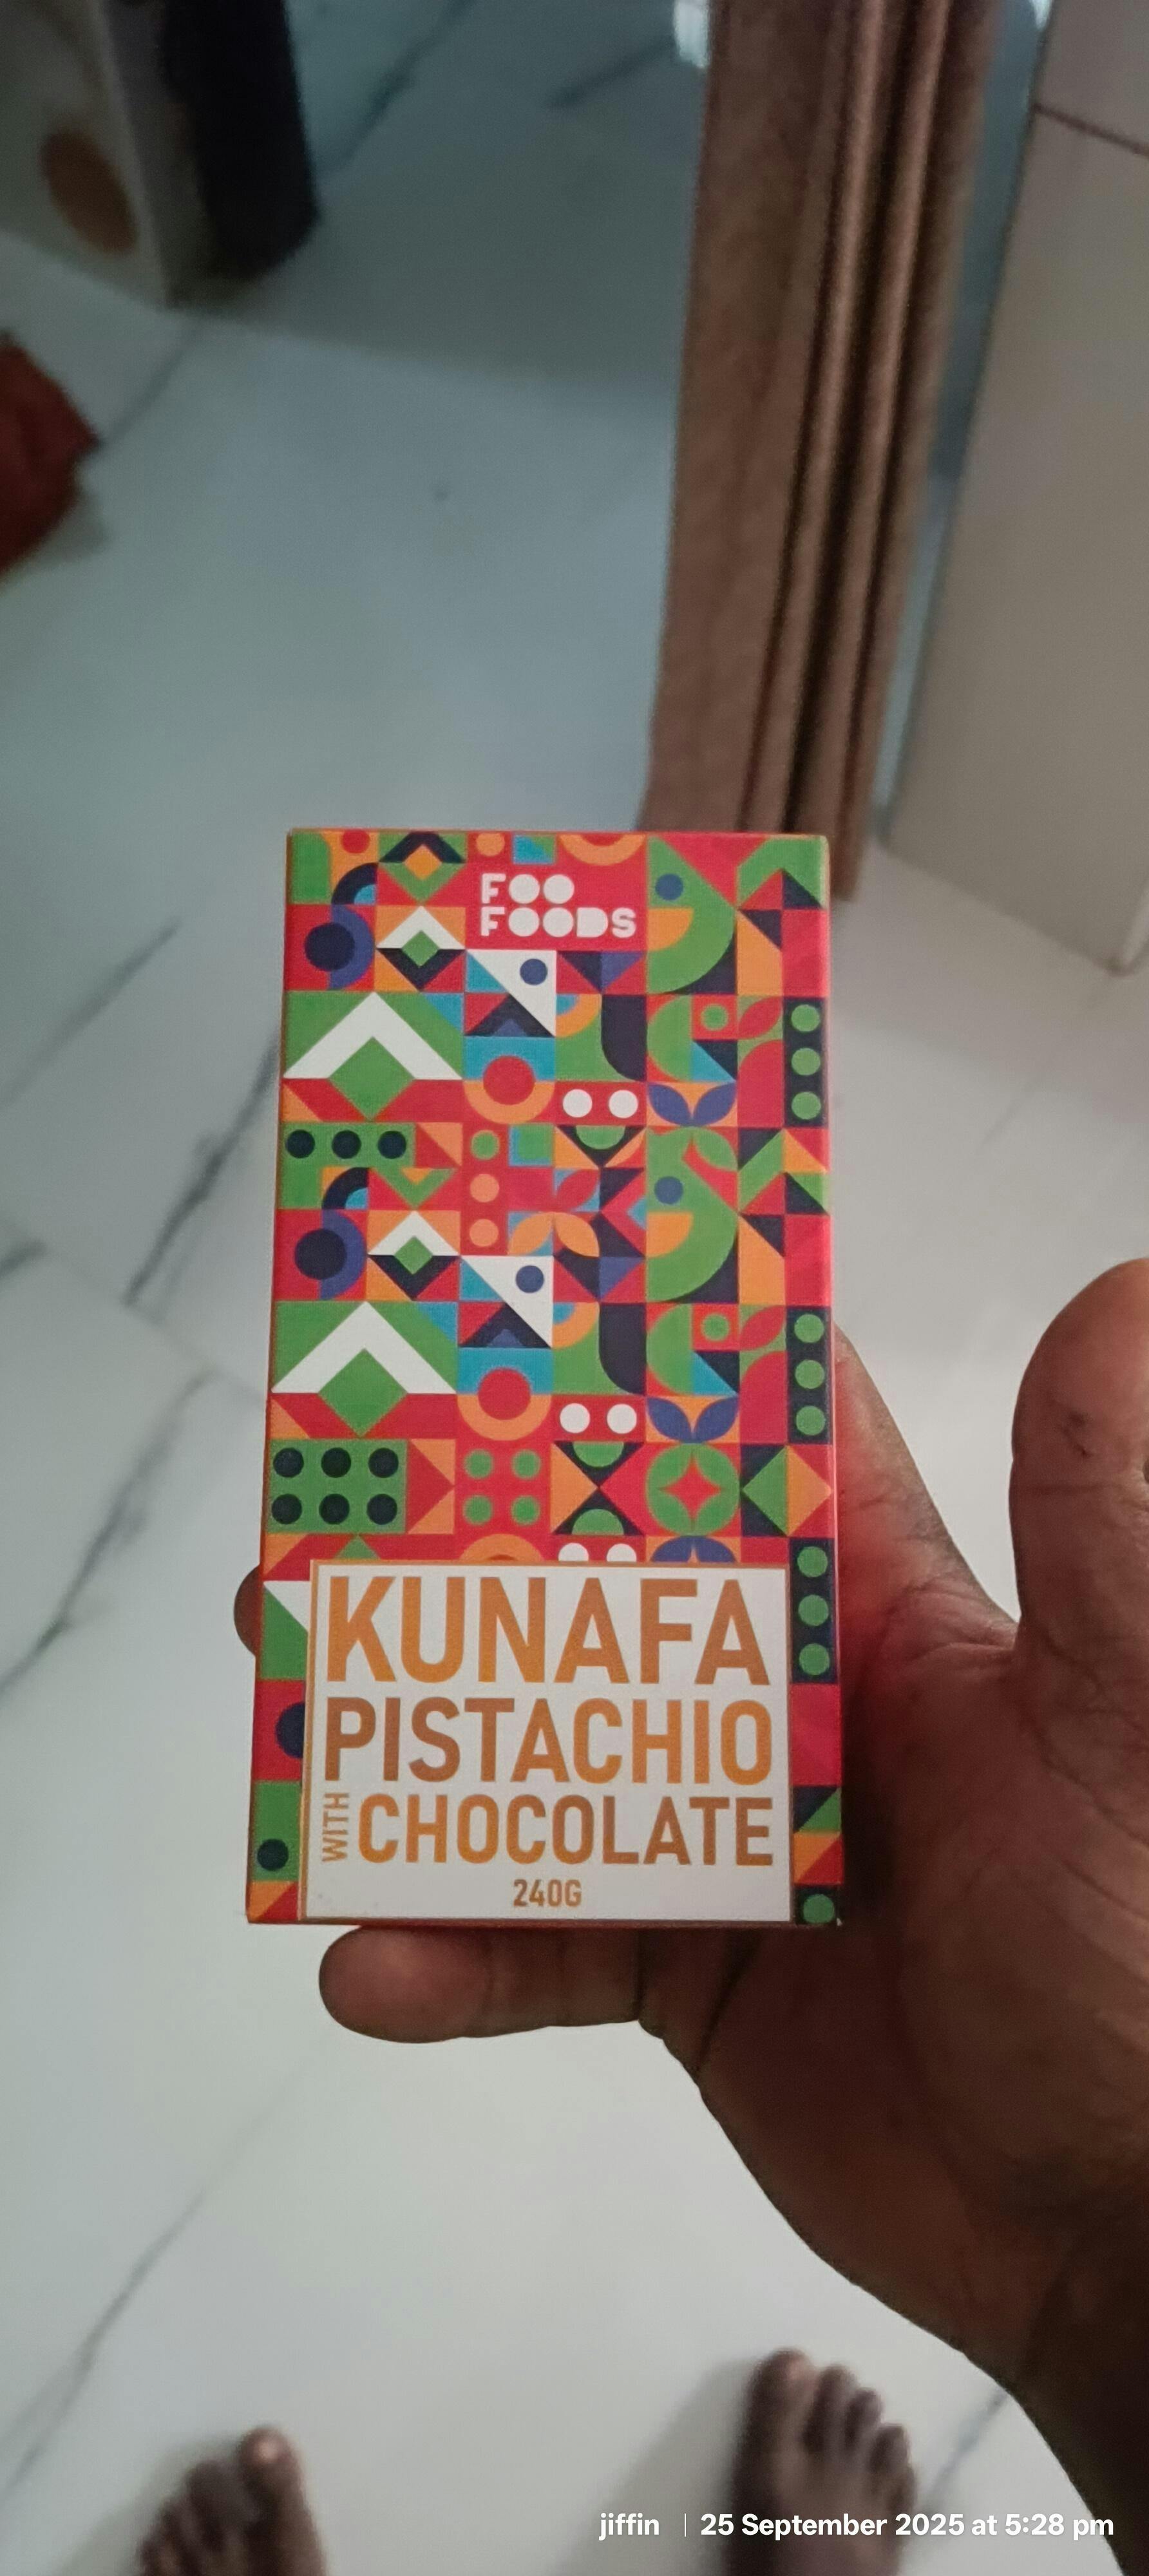 FOO
FOODS
KUNAFA
PISTACHIO
WITH CHOCOLATE
240G
jiffin | 25 September 2025 at 5:28 pm